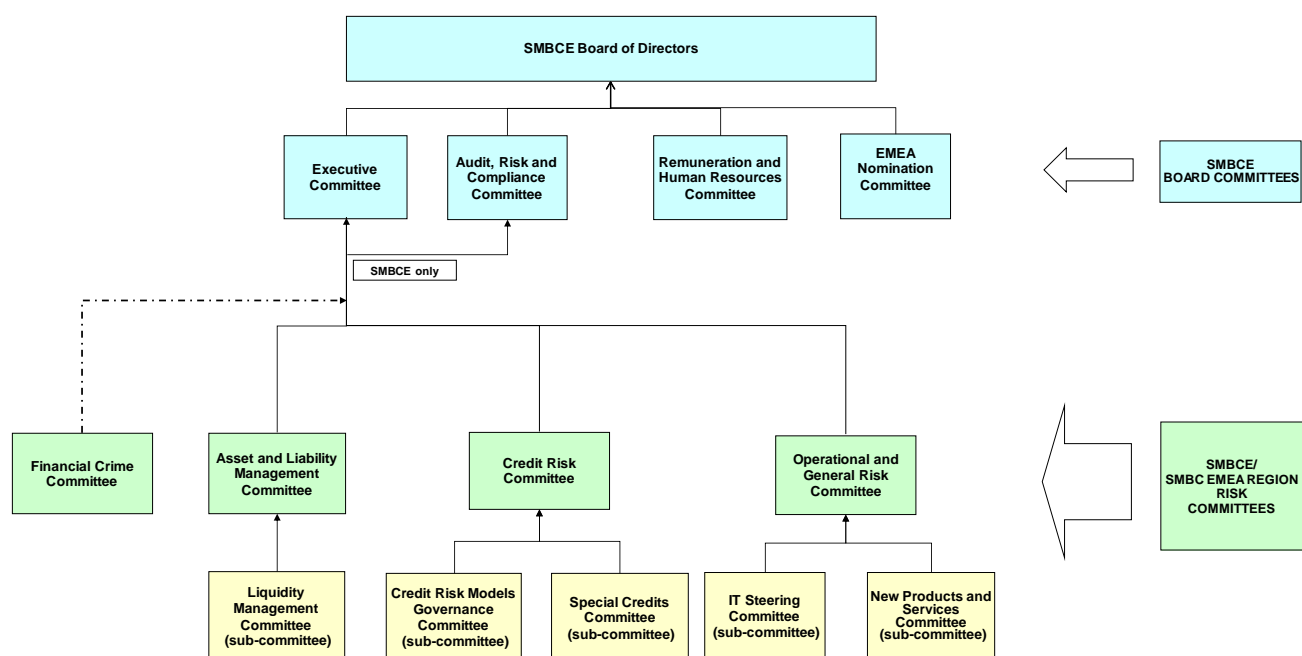 SMBCE Board of Directors
Executive
Committee
Audit, Risk and
Compliance
Committee
Remuneration and
Human Resources
Committee
EMEA
Nomination
Committee
SMBCE
BOARD COMMITTEES
SMBCE only
Financial Crime
Committee
Asset and Liability
Management
Committee
Credit Risk
Committee
Operational and
General Risk
Committee
SMBCE/
SMBC EMEA REGION
RISK
COMMITTEES
Liquidity
Management
Committee
(sub-committee)
Credit Risk Models
Governance
Committee
(sub-committee)
Special Credits
Committee
(sub-committee)
IT Steering
Committee
(sub-committee)
New Products and
Services
Committee
(sub-committee)